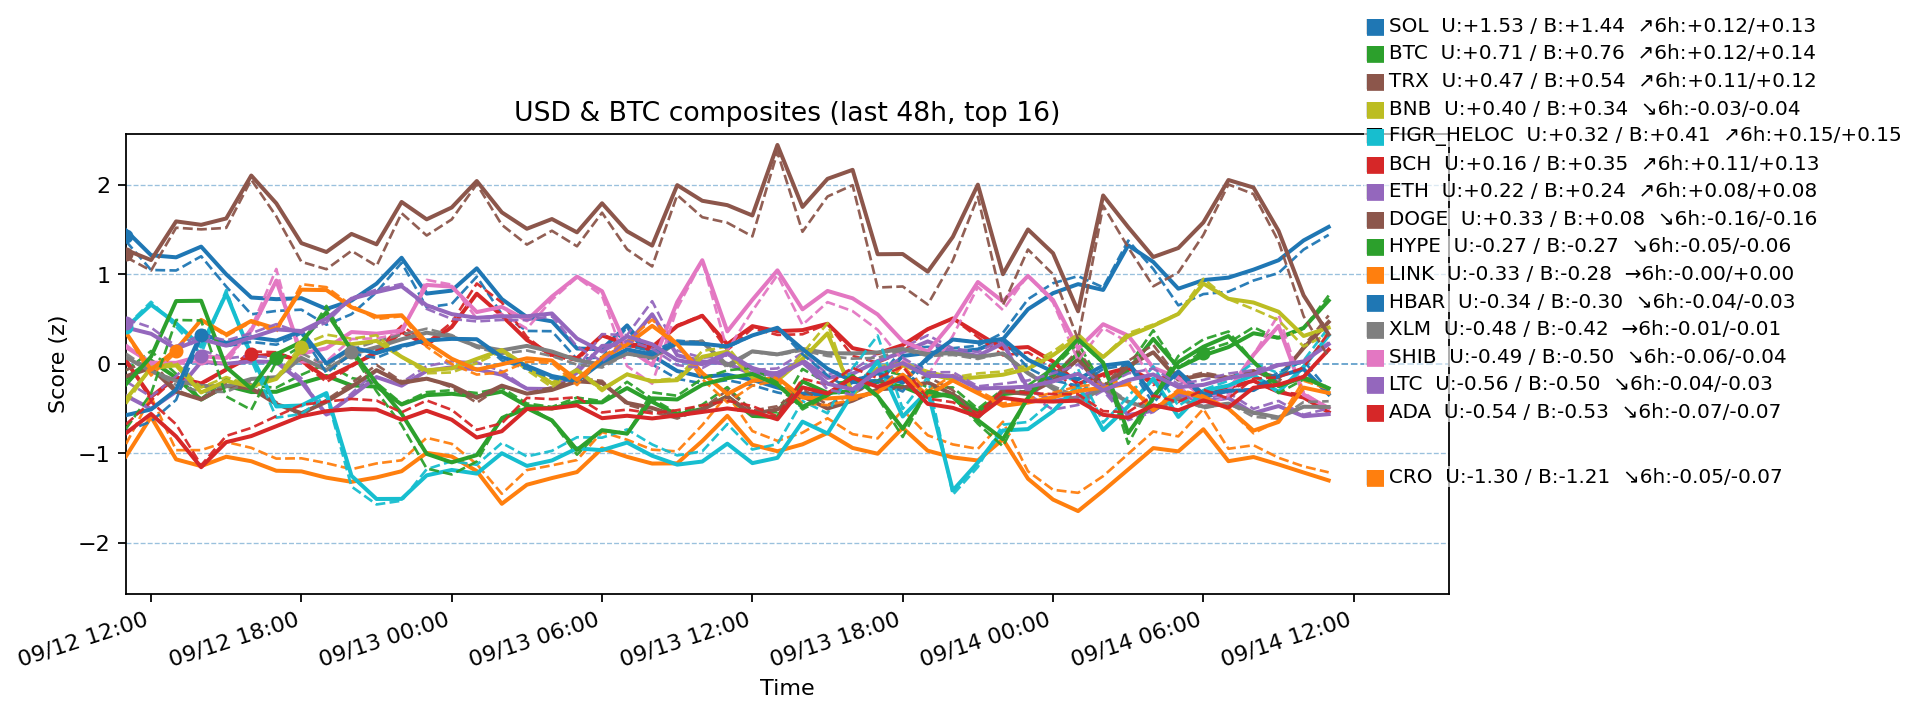 SOL U:+1.53 / B:+1.44 ↗6h:+0.12/+0.13
BTC U:+0.71 / B:+0.76 ↗6h:+0.12/+0.14
TRX U:+0.47 / B:+0.54 ↗6h:+0.11/+0.12
BNB U:+0.40 / B:+0.34 ↘6h:-0.03/-0.04
FIGR_HELOC U:+0.32 / B:+0.41 ↗6h:+0.15/+0.15
BCH U:+0.16 / B:+0.35 ↗6h:+0.11/+0.13
ETH U:+0.22 / B:+0.24 ↗6h:+0.08/+0.08
DOGE U:+0.33 / B:+0.08 ↘6h:-0.16/-0.16
HYPE U:-0.27 / B:-0.27 ↘6h:-0.05/-0.06
LINK U:-0.33 / B:-0.28 →6h:-0.00/+0.00
HBAR U:-0.34 / B:-0.30 ↘6h:-0.04/-0.03
XLM U:-0.48 / B:-0.42 →6h:-0.01/-0.01
SHIB U:-0.49 / B:-0.50 ↘6h:-0.06/-0.04
LTC U:-0.56 / B:-0.50 ↘6h:-0.04/-0.03
ADA U:-0.54 / B:-0.53 ↘6h:-0.07/-0.07
CRO U:-1.30 / B:-1.21 ↘6h:-0.05/-0.07
USD & BTC composites (last 48h, top 16)
Score (z)
2
1
0
−1
−2
09/12 12:00
09/12 18:00
09/13 00:00
09/13 06:00
09/13 12:00
09/13 18:00
09/14 00:00
09/14 06:00
09/14 12:00
Time